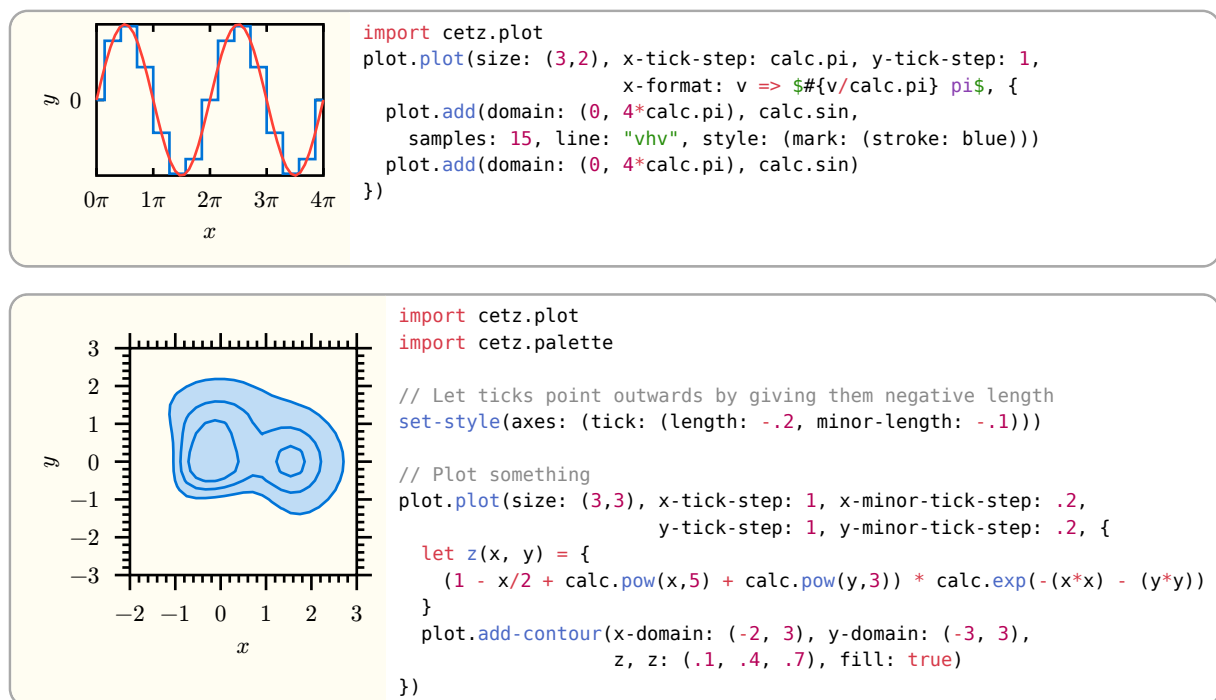 0
y
0π 1π 2π 3π 4π
x
import cetz.plot
plot.plot(size: (3,2), x-tick-step: calc.pi, y-tick-step: 1,
                       x-format: v => $#{v/calc.pi} pi$, {
  plot.add(domain: (0, 4*calc.pi), calc.sin,
    samples: 15, line: "vhv", style: (mark: (stroke: blue)))
  plot.add(domain: (0, 4*calc.pi), calc.sin)
})
3
2
1
0
−1
−2
−3
y
−2 −1 0 1 2 3
x
import cetz.plot
import cetz.palette
// Let ticks point outwards by giving them negative length
set-style(axes: (tick: (length: -.2, minor-length: -.1)))
// Plot something
plot.plot(size: (3,3), x-tick-step: 1, x-minor-tick-step: .2,
                       y-tick-step: 1, y-minor-tick-step: .2, {
  let z(x, y) = {
    (1 - x/2 + calc.pow(x,5) + calc.pow(y,3)) * calc.exp(-(x*x) - (y*y))
  }
  plot.add-contour(x-domain: (-2, 3), y-domain: (-3, 3),
                   z, z: (.1, .4, .7), fill: true)
})